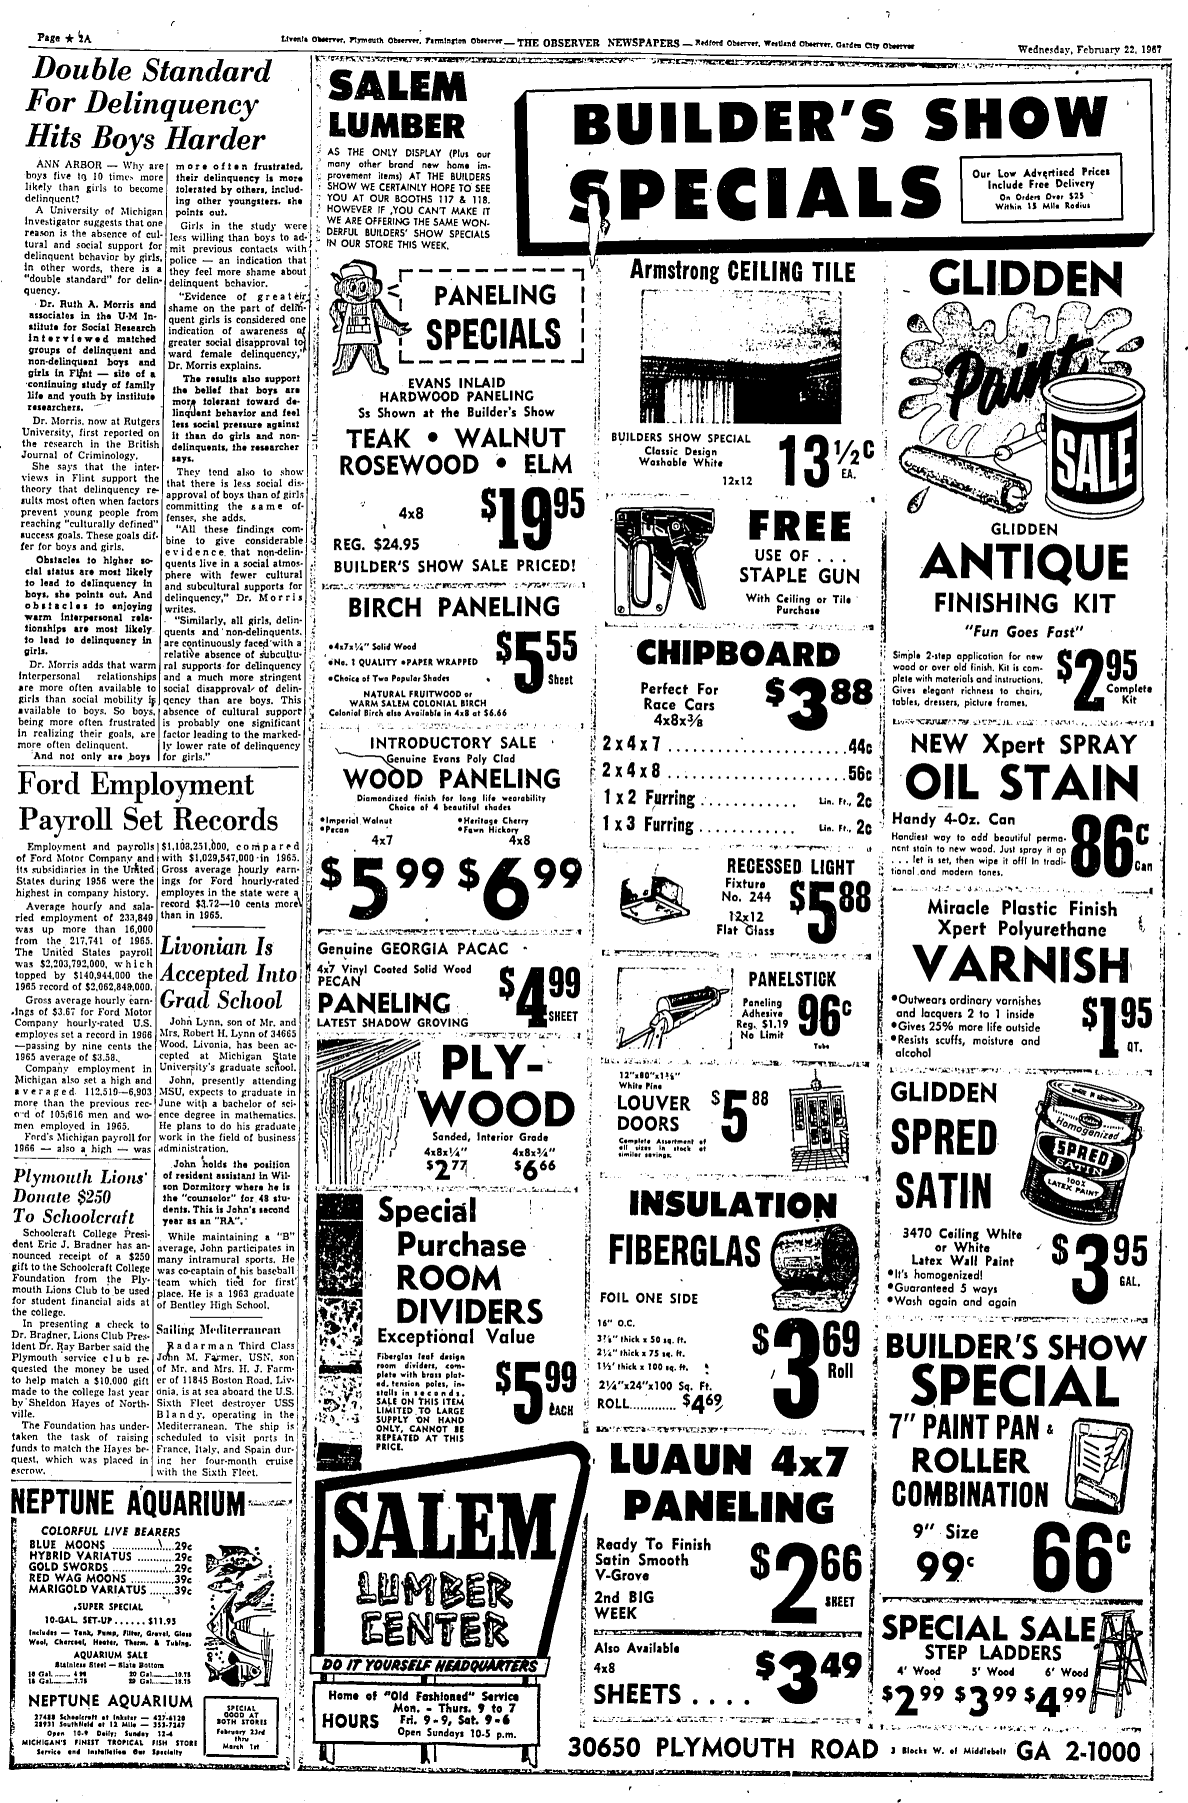 Page ★ 2A
Livonia Observer, Plymouth Observer, Farmington Observer — THE OBSERVER NEWSPAPERS — Redford Observer, Westland Observer, Garden City Observer
Wednesday, February 22, 1967
Double Standard
For Delinquency
Hits Boys Harder
ANN ARBOR — Why are
boys five to 10 times more
likely than girls to become
delinquent?
A University of Michigan
Investigator suggests that one
reason is the absence of cul-
tural and social support for
delinquent behavior by girls.
In other words, there is a
"double standard" for delin-
quency.
Dr. Ruth A. Morris and
associates in the U-M In-
stitute for Social Research
interviewed matched
groups of delinquent and
non-delinquent boys and
girls in Flint — site of a
continuing study of family
life and youth by institute
researchers.
Dr. Morris, now at Rutgers
University, first reported on
the research in the British
Journal of Criminology.
She says that the inter-
views in Flint support the
theory that delinquency re-
sults most often when factors
prevent young people from
reaching "culturally defined"
success goals. These goals dif-
fer for boys and girls.
Obstacles to higher so-
cial status are most likely
to lead to delinquency in
boys, she points out. And
obstacles to enjoying
warm interpersonal rela-
tionships are most likely
to lead to delinquency in
girls.
Dr. Morris adds that warm
interpersonal relationships
are more often available to
girls than social mobility is
available to boys. So boys,
being more often frustrated
in realizing their goals, are
more often delinquent.
And not only are boys
more often frustrated,
their delinquency is more
tolerated by others, includ-
ing other youngsters, she
points out.
Girls in the study were
less willing than boys to ad-
mit previous contacts with
police — an indication that
they feel more shame about
delinquent behavior.
"Evidence of greater
shame on the part of delin-
quent girls is considered one
indication of awareness of
greater social disapproval to-
ward female delinquency,"
Dr. Morris explains.
The results also support
the belief that boys are
more tolerant toward de-
linquent behavior and feel
less social pressure against
it than do girls and non-
delinquents, the researcher
says.
They tend also to show
that there is less social dis-
approval of boys than of girls
committing the same of-
fenses, she adds.
"All these findings com-
bine to give considerable
evidence that non-delin-
quents live in a social atmos-
phere with fewer cultural
and subcultural supports for
delinquency," Dr. Morris
writes.
"Similarly, all girls, delin-
quents and non-delinquents,
are continuously faced with a
relative absence of subcultu-
ral supports for delinquency
and a much more stringent
social disapproval of delin-
quency than are boys. This
absence of cultural support
is probably one significant
factor leading to the marked-
ly lower rate of delinquency
for girls."
Ford Employment
Payroll Set Records
Employment and payrolls
of Ford Motor Company and
its subsidiaries in the United
States during 1956 were the
highest in company history.
Average hourly and sala-
ried employment of 233,849
was up more than 16,000
from the 217,741 of 1965.
The United States payroll
was $2,203,792,000, which
topped by $140,944,000 the
1965 record of $2,062,849,000.
Gross average hourly earn-
ings of $3.67 for Ford Motor
Company hourly-rated U.S.
employes set a record in 1966
—passing by nine cents the
1965 average of $3.58.
Company employment in
Michigan also set a high and
averaged 112,519—6,903
more than the previous rec-
ord of 105,616 men and wo-
men employed in 1965.
Ford's Michigan payroll for
1966 — also a high — was
$1,108,251,000, compared
with $1,029,547,000 in 1965.
Gross average hourly earn-
ings for Ford hourly-rated
employes in the state were a
record $3.72—10 cents more
than in 1965.
Livonian Is
Accepted Into
Grad School
John Lynn, son of Mr. and
Mrs. Robert H. Lynn of 34665
Wood, Livonia, has been ac-
cepted at Michigan State
University's graduate school.
John, presently attending
MSU, expects to graduate in
June with a bachelor of sci-
ence degree in mathematics.
He plans to do his graduate
work in the field of business
administration.
John holds the position
of resident assistant in Wil-
son Dormitory where he is
the "counselor" for 48 stu-
dents. This is John's second
year as an "RA".
While maintaining a "B"
average, John participates in
many intramural sports. He
was co-captain of his baseball
team which tied for first
place. He is a 1963 graduate
of Bentley High School.
Plymouth Lions'
Donate $250
To Schoolcraft
Schoolcraft College Presi-
dent Eric J. Bradner has an-
nounced receipt of a $250
gift to the Schoolcraft College
Foundation from the Ply-
mouth Lions Club to be used
for student financial aids at
the college.
In presenting a check to
Dr. Bradner, Lions Club Pres-
ident Dr. Ray Barber said the
Plymouth service club re-
quested the money be used
to help match a $10,000 gift
made to the college last year
by Sheldon Hayes of North-
ville.
The Foundation has under-
taken the task of raising
funds to match the Hayes be-
quest, which was placed in
escrow.
Sailing Mediterranean
Radarman Third Class
John M. Farmer, USN, son
of Mr. and Mrs. H. J. Farm-
er of 11845 Boston Road, Liv-
onia, is at sea aboard the U.S.
Sixth Fleet destroyer USS
Blandy, operating in the
Mediterranean. The ship is
scheduled to visit ports in
France, Italy, and Spain dur-
ing her four-month cruise
with the Sixth Fleet.
NEPTUNE AQUARIUM
COLORFUL LIVE BEARERS
BLUE MOONS ............ 29c
HYBRID VARIATUS ........... 29c
GOLD SWORDS ............ 29c
RED WAG MOONS ........... 39c
MARIGOLD VARIATUS ........ 39c
SUPER SPECIAL
10-GAL. SET-UP...... $11.95
Includes — Tank, Pump, Filter, Gravel, Glass
Wool, Charcoal, Heater, Therm. & Tubing.
AQUARIUM SALE
Stainless Steel — Slate Bottom
20 Gal. 10.75
NEPTUNE AQUARIUM
27488 Schoolcraft at Inkster — 427-6120
28931 Southfield at 12 Mile — 353-7247
Open 10-9 Daily; Sunday 12-6
MICHIGAN'S FINEST TROPICAL FISH STORE
Service and Installation Our Specialty
SPECIAL
GOOD AT
BOTH STORES
February 23rd
thru
March 1st
SALEM
LUMBER
AS THE ONLY DISPLAY (Plus our
many other brand new home im-
provement items) AT THE BUILDERS
SHOW WE CERTAINLY HOPE TO SEE
YOU AT OUR BOOTHS 117 & 118.
HOWEVER IF YOU CAN'T MAKE IT
WE ARE OFFERING THE SAME WON-
DERFUL BUILDERS' SHOW SPECIALS
IN OUR STORE THIS WEEK.
BUILDER'S SHOW
SPECIALS
Our Low Advertised Prices
Include Free Delivery
On Orders Over $25
Within 15 Mile Radius
PANELING
SPECIALS
EVANS INLAID
HARDWOOD PANELING
Ss Shown at the Builder's Show
TEAK • WALNUT
ROSEWOOD • ELM
4x8
$19.95
REG. $24.95
BUILDER'S SHOW SALE PRICED!
BIRCH PANELING
•4x7x¼" Solid Wood
•No. 1 QUALITY •PAPER WRAPPED
•Choice of Two Popular Shades
$5.55
Sheet
NATURAL FRUITWOOD or
WARM SALEM COLONIAL BIRCH
Colonial Birch also Available in 4x8 at $6.66
INTRODUCTORY SALE
Genuine Evans Poly Clad
WOOD PANELING
Diamondized finish for long life wearability
Choice of 4 beautiful shades
•Imperial Walnut •Heritage Cherry
•Pecan •Fawn Hickory
4x7 4x8
$5.99 $6.99
Genuine GEORGIA PACAC
4x7 Vinyl Coated Solid Wood
PECAN
PANELING
LATEST SHADOW GROVING
$4.99
SHEET
PLY-
WOOD
Sanded, Interior Grade
4x8x¼" 4x8x¾"
$2.77 $6.66
Special
Purchase
ROOM
DIVIDERS
Exceptional Value
Fiberglas leaf design
room dividers, com-
plete with brass plat-
ed, tension poles, in-
stalls in seconds.
SALE ON THIS ITEM
LIMITED TO LARGE
SUPPLY ON HAND
ONLY, CANNOT BE
REPEATED AT THIS
PRICE.
$5.99
EACH
SALEM
LUMBER
CENTER
DO IT YOURSELF HEADQUARTERS
Home of "Old Fashioned" Service
HOURS
Mon. - Thurs. 9 to 7
Fri. 9-9, Sat. 9-6
Open Sundays 10-5 p.m.
Armstrong CEILING TILE
BUILDERS SHOW SPECIAL
Classic Design
Washable White
12x12
13½c
EA.
FREE
USE OF . . .
STAPLE GUN
With Ceiling or Tile
Purchase
CHIPBOARD
Perfect For
Race Cars
4x8x⅜
$3.88
2x4x7 ........................ 44c
2x4x8 ........................ 56c
1x2 Furring ............ Lin. Ft., 2c
1x3 Furring ............ Lin. Ft., 2c
RECESSED LIGHT
Fixture
No. 244
12x12
Flat Glass
$5.88
PANELSTICK
Paneling
Adhesive
Reg. $1.19
No Limit
96c
Tube
12"x80"x1⅛"
White Pine
LOUVER
DOORS
Complete Assortment of
sizes in stock at
similar savings.
$5.88
INSULATION
FIBERGLAS
FOIL ONE SIDE
16" O.C.
thick x 50 sq. ft.
2¼" thick x 75 sq. ft.
1½" thick x 100 sq. ft.
$3.69
Roll
2¼"x24"x100 Sq. Ft.
ROLL............ $4.69
LUAUN 4x7
PANELING
Ready To Finish
Satin Smooth
V-Grove
2nd BIG
WEEK
$2.66
SHEET
Also Available
4x8
SHEETS . . . .
$3.49
GLIDDEN
Paint
SALE
GLIDDEN
ANTIQUE
FINISHING KIT
"Fun Goes Fast"
Simple 2-step application for new
wood or over old finish. Kit is com-
plete with materials and instructions.
Gives elegant richness to chairs,
tables, dressers, picture frames.
$2.95
Complete
Kit
NEW Xpert SPRAY
OIL STAIN
Handy 4-Oz. Can
Handiest way to add beautiful perma-
nent stain to new wood. Just spray it on
. . . let is set, then wipe it off! In tradi-
tional and modern tones.
86c
Can
Miracle Plastic Finish
Xpert Polyurethane
VARNISH
•Outwears ordinary varnishes
and lacquers 2 to 1 inside
•Gives 25% more life outside
•Resists scuffs, moisture and
alcohol
$1.95
QT.
GLIDDEN
SPRED
SATIN
Homogenized
SPRED
SATIN
100%
LATEX PAINT
3470 Ceiling White
or White
Latex Wall Paint
•It's homogenized!
•Guaranteed 5 ways
•Wash again and again
$3.95
GAL.
BUILDER'S SHOW
SPECIAL
7" PAINT PAN &
ROLLER
COMBINATION
9" Size
99c
66c
SPECIAL SALE
STEP LADDERS
4' Wood 5' Wood 6' Wood
$2.99 $3.99 $4.99
30650 PLYMOUTH ROAD 3 Blocks W. of Middlebelt GA 2-1000